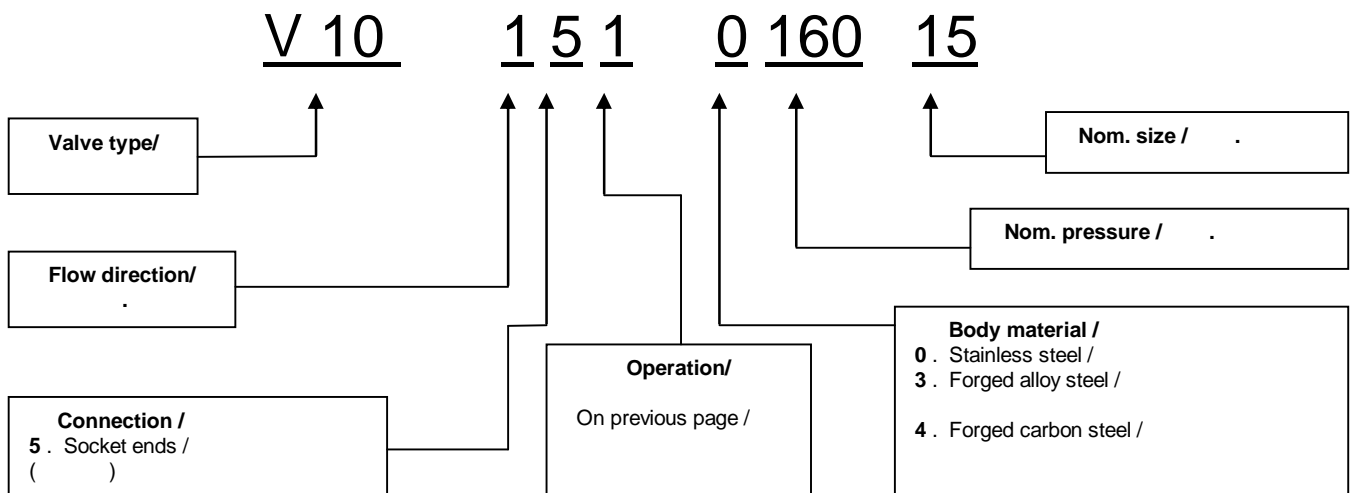 V 10 1 5 1 0 160 15
Valve type/
Nom. size / .
Nom. pressure / .
Flow direction/
.
Connection /
5 . Socket ends /
( )
Operation/
On previous page /
Body material /
0 . Stainless steel /
3 . Forged alloy steel /
4 . Forged carbon steel /